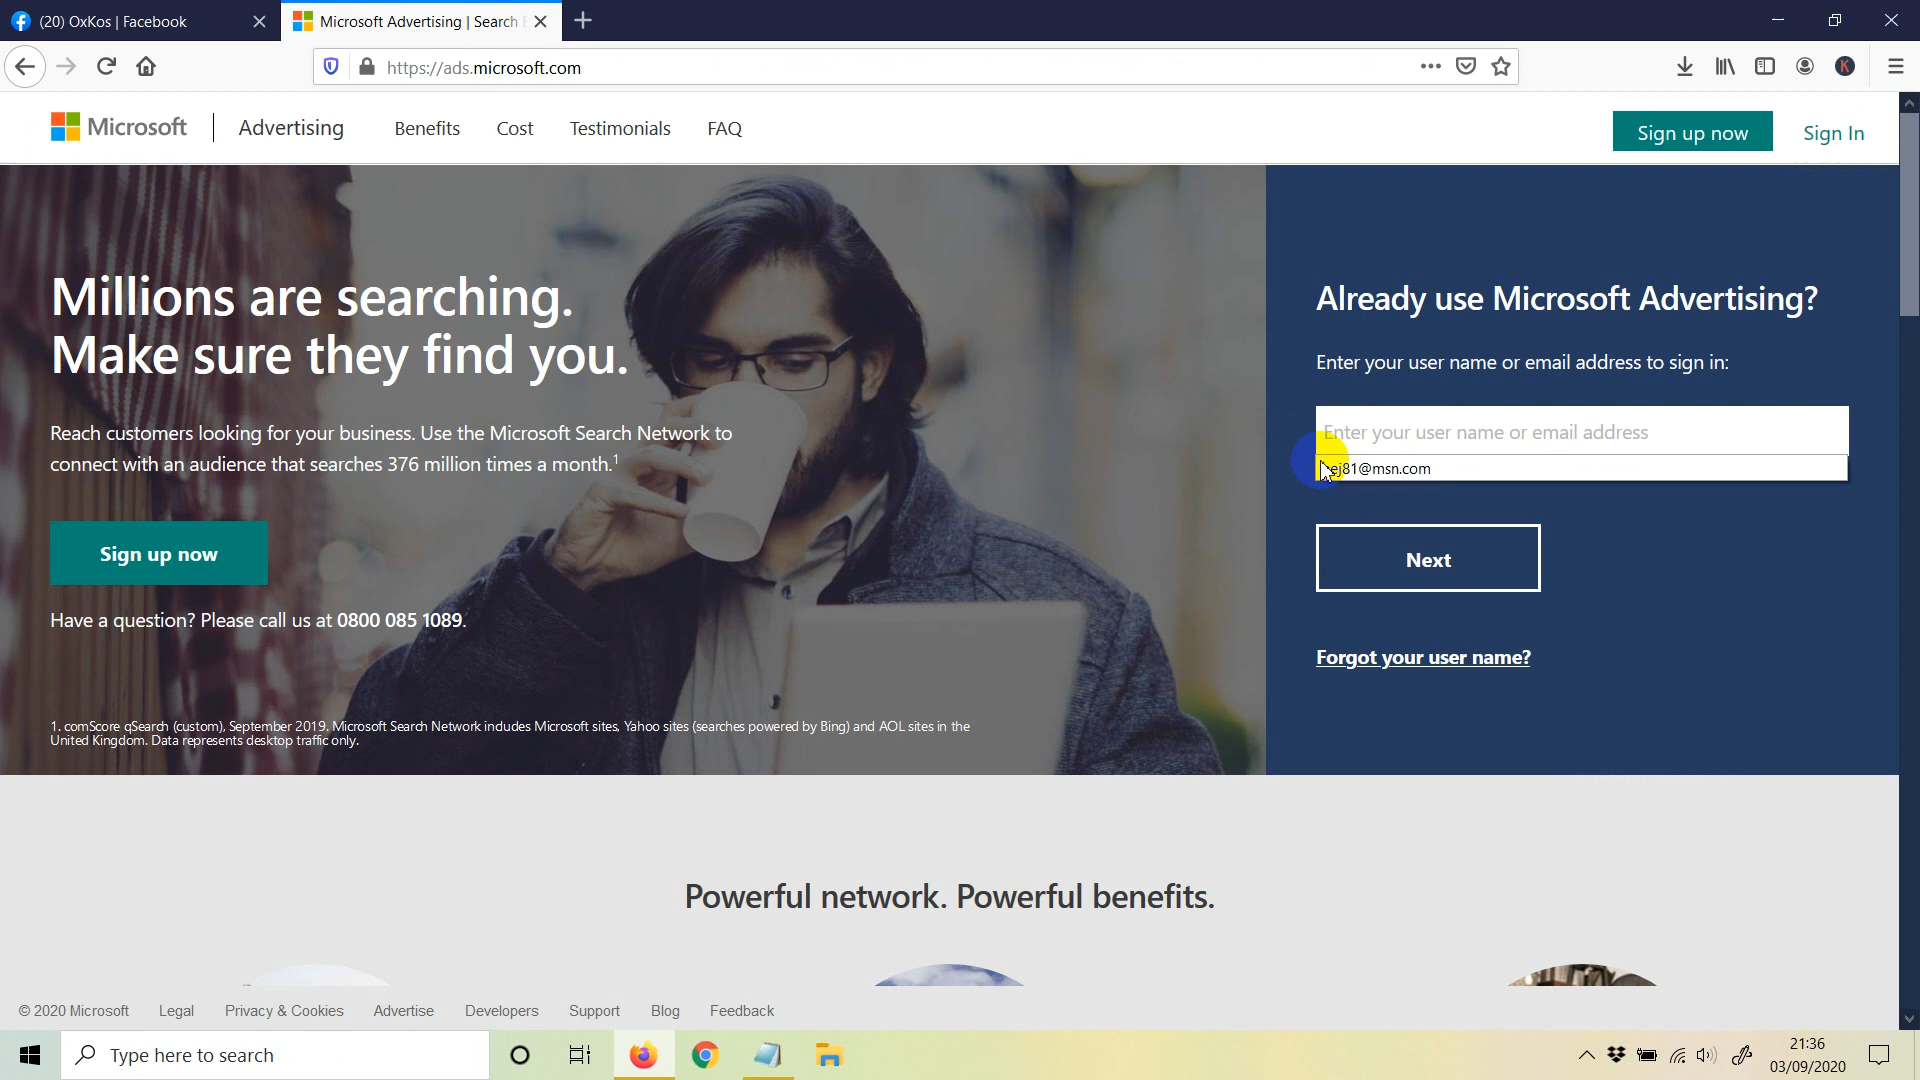 (20) OxKos | Facebook
Microsoft Advertising | Search
https://ads.microsoft.com
Microsoft
Advertising
Benefits
Cost
Testimonials
FAQ
Sign up now
Sign In
Millions are searching.
Make sure they find you.
Reach customers looking for your business. Use the Microsoft Search Network to
connect with an audience that searches 376 million times a month.1
Sign up now
Have a question? Please call us at 0800 085 1089.
1. comScore qSearch (custom), September 2019. Microsoft Search Network includes Microsoft sites, Yahoo sites (searches powered by Bing) and AOL sites in the
United Kingdom. Data represents desktop traffic only.
Already use Microsoft Advertising?
Enter your user name or email address to sign in:
Enter your user name or email address
ej81@msn.com
Next
Forgot your user name?
Powerful network. Powerful benefits.
© 2020 Microsoft
Legal
Privacy & Cookies
Advertise
Developers
Support
Blog
Feedback
Type here to search
K
21:36
03/09/2020